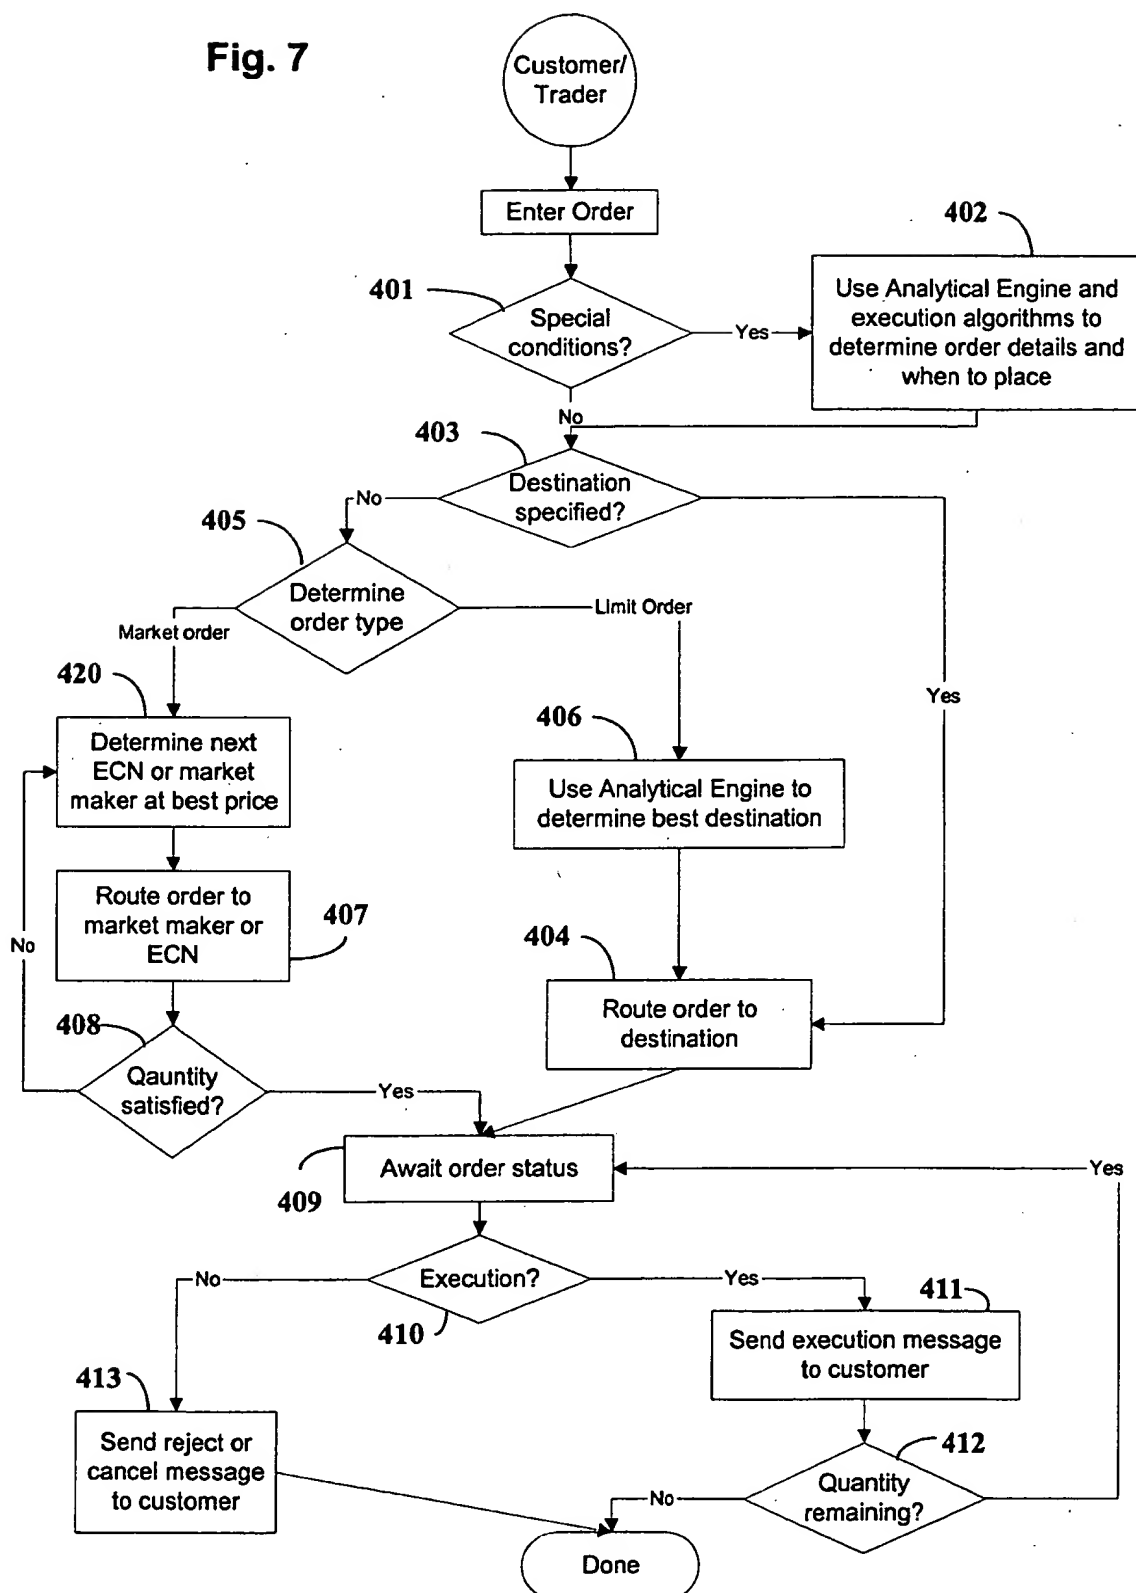 Fig. 7
Customer/
Trader
Enter Order
402
401
Special
conditions?
Yes
Use Analytical Engine and
execution algorithms to
determine order details and
when to place
No
403
Destination
specified?
No
405
Determine
order type
Limit Order
Market order
420
Yes
406
Determine next
ECN or market
maker at best price
Use Analytical Engine to
determine best destination
Route order to
market maker or
ECN
407
No
404
Route order to
destination
408
Qauntity
satisfied?
Yes
Await order status
Yes
409
Execution?
No
Yes
410
411
Send execution message
to customer
413
Send reject or
cancel message
to customer
412
Quantity
remaining?
No
Done